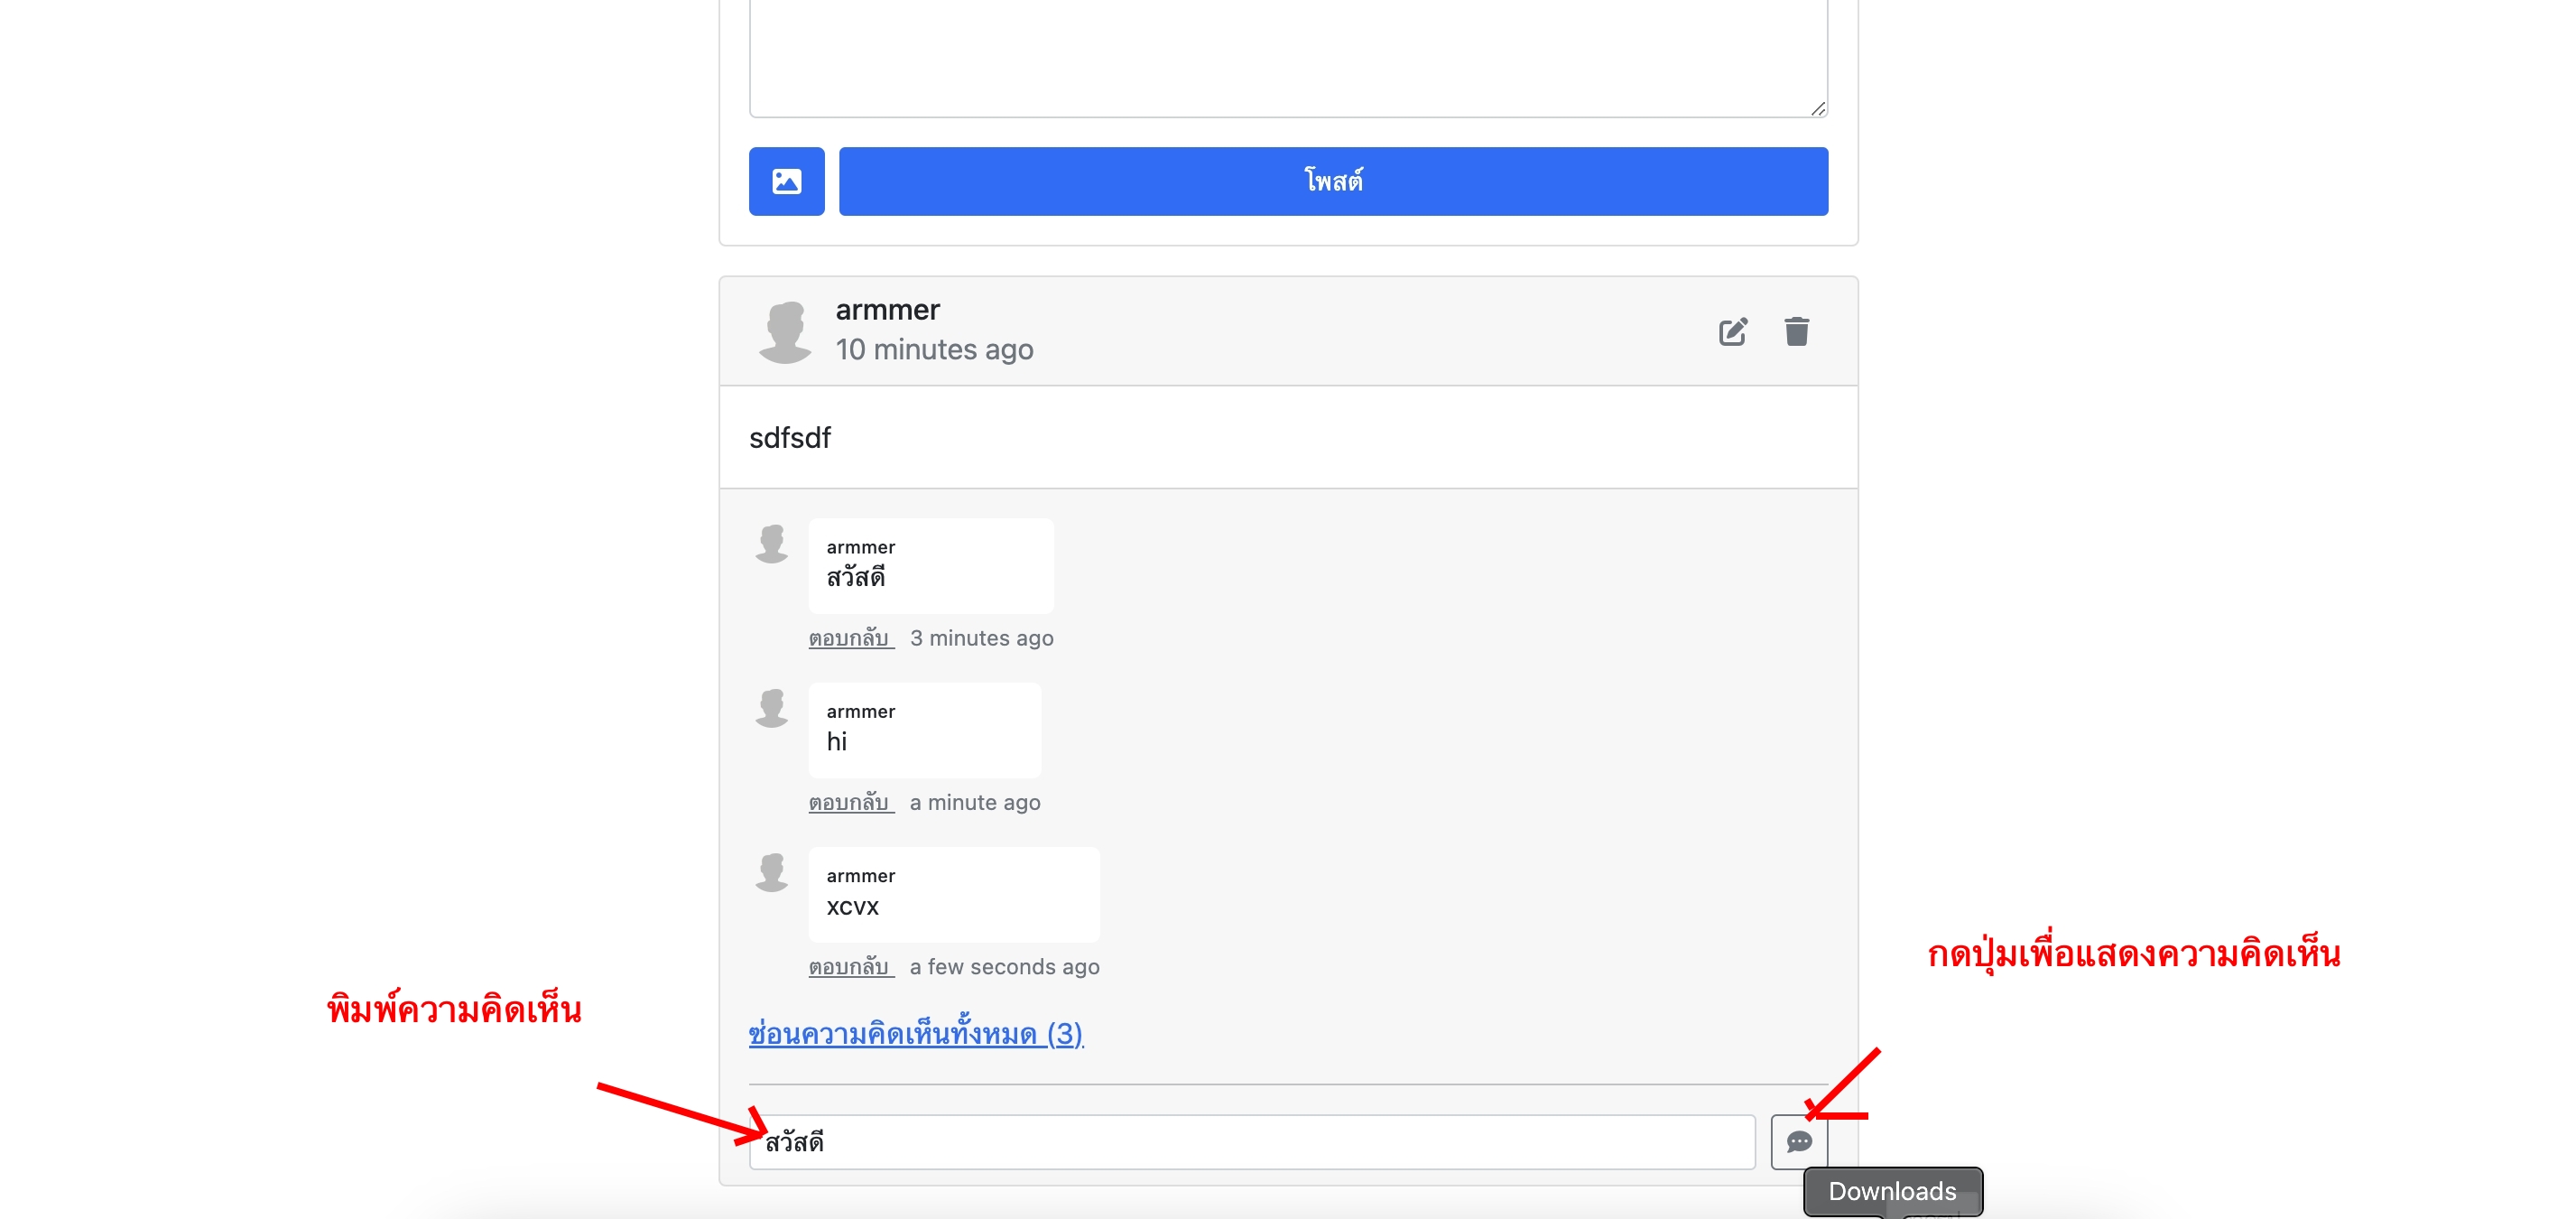 โพสต์
armmer
10 minutes ago
sdfsdf
armmer
สวัสดี
ตอบกลับ 3 minutes ago
armmer
hi
ตอบกลับ a minute ago
armmer
xcvx
ตอบกลับ a few seconds ago
กดปุ่มเพื่อแสดงความคิดเห็น
พิมพ์ความคิดเห็น
ซ่อนความคิดเห็นทั้งหมด (3)
สวัสดี
Downloads